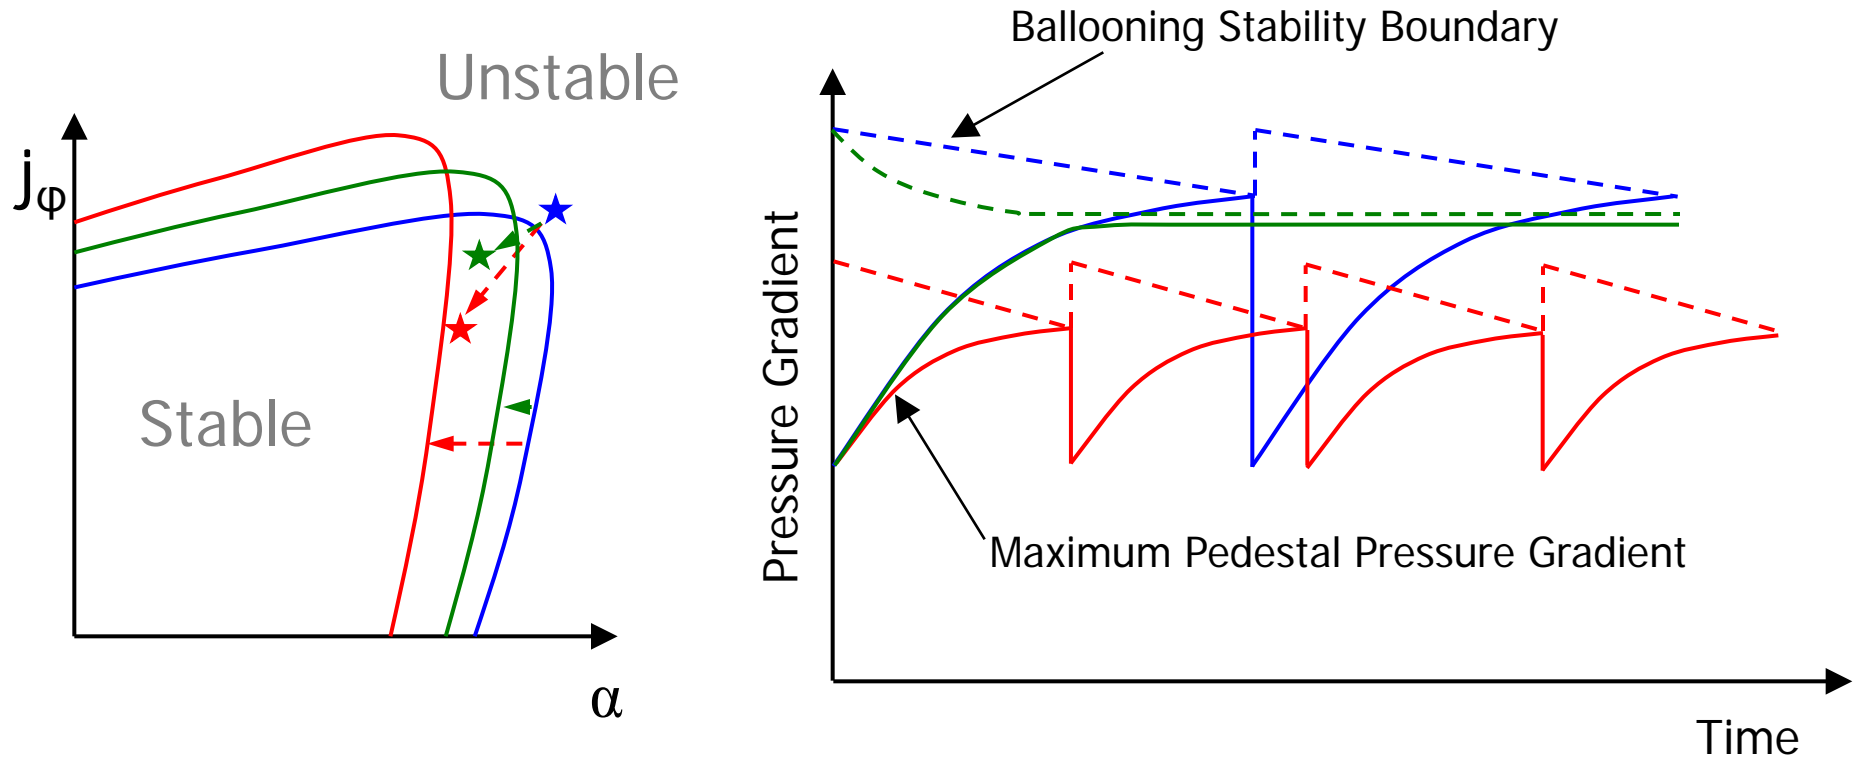 Unstable
jφ
Stable
α
Ballooning Stability Boundary
Pressure Gradient
Maximum Pedestal Pressure Gradient
Time